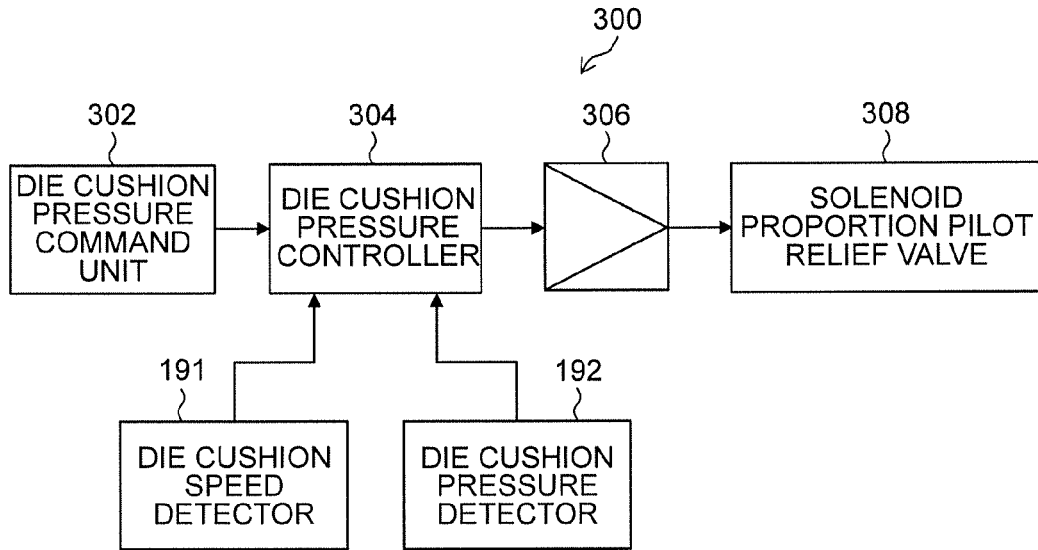 300
302
304
306
308
DIE CUSHION
PRESSURE
COMMAND
UNIT
DIE CUSHION
PRESSURE
CONTROLLER
SOLENOID
PROPORTION PILOT
RELIEF VALVE
191
192
DIE CUSHION
SPEED
DETECTOR
DIE CUSHION
PRESSURE
DETECTOR